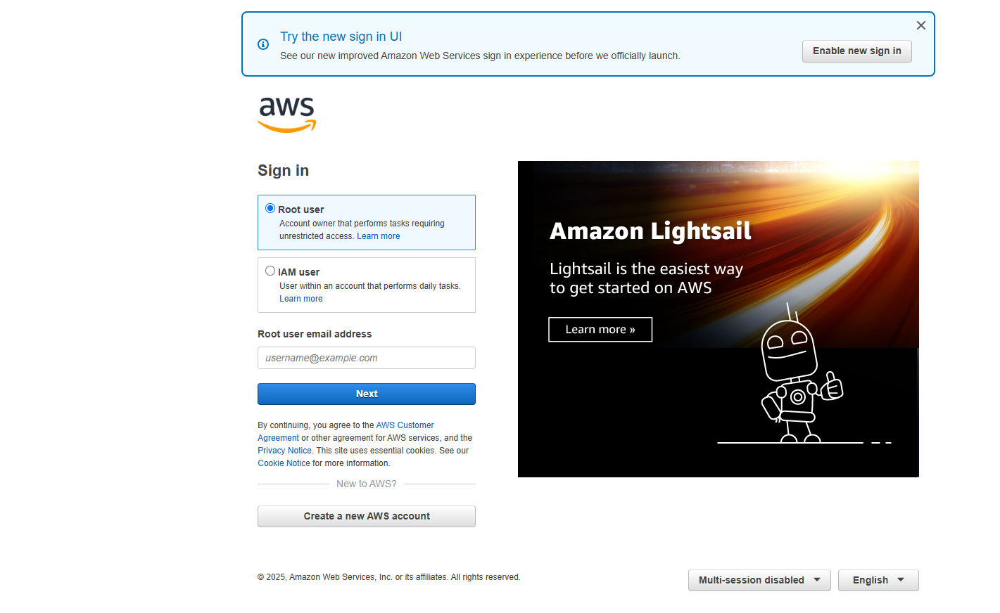 Try the new sign in UI
See our new improved Amazon Web Services sign in experience before we officially launch.
Enable new sign in
aws
Sign in
Root user
Account owner that performs tasks requiring
unrestricted access. Learn more
IAM user
User within an account that performs daily tasks.
Learn more
Root user email address
username@example.com
Next
By continuing, you agree to the AWS Customer
Agreement or other agreement for AWS services, and the
Privacy Notice. This site uses essential cookies. See our
Cookie Notice for more information.
New to AWS?
Create a new AWS account
Amazon Lightsail
Lightsail is the easiest way
to get started on AWS
Learn more »
© 2025, Amazon Web Services, Inc. or its affiliates. All rights reserved.
Multi-session disabled
English